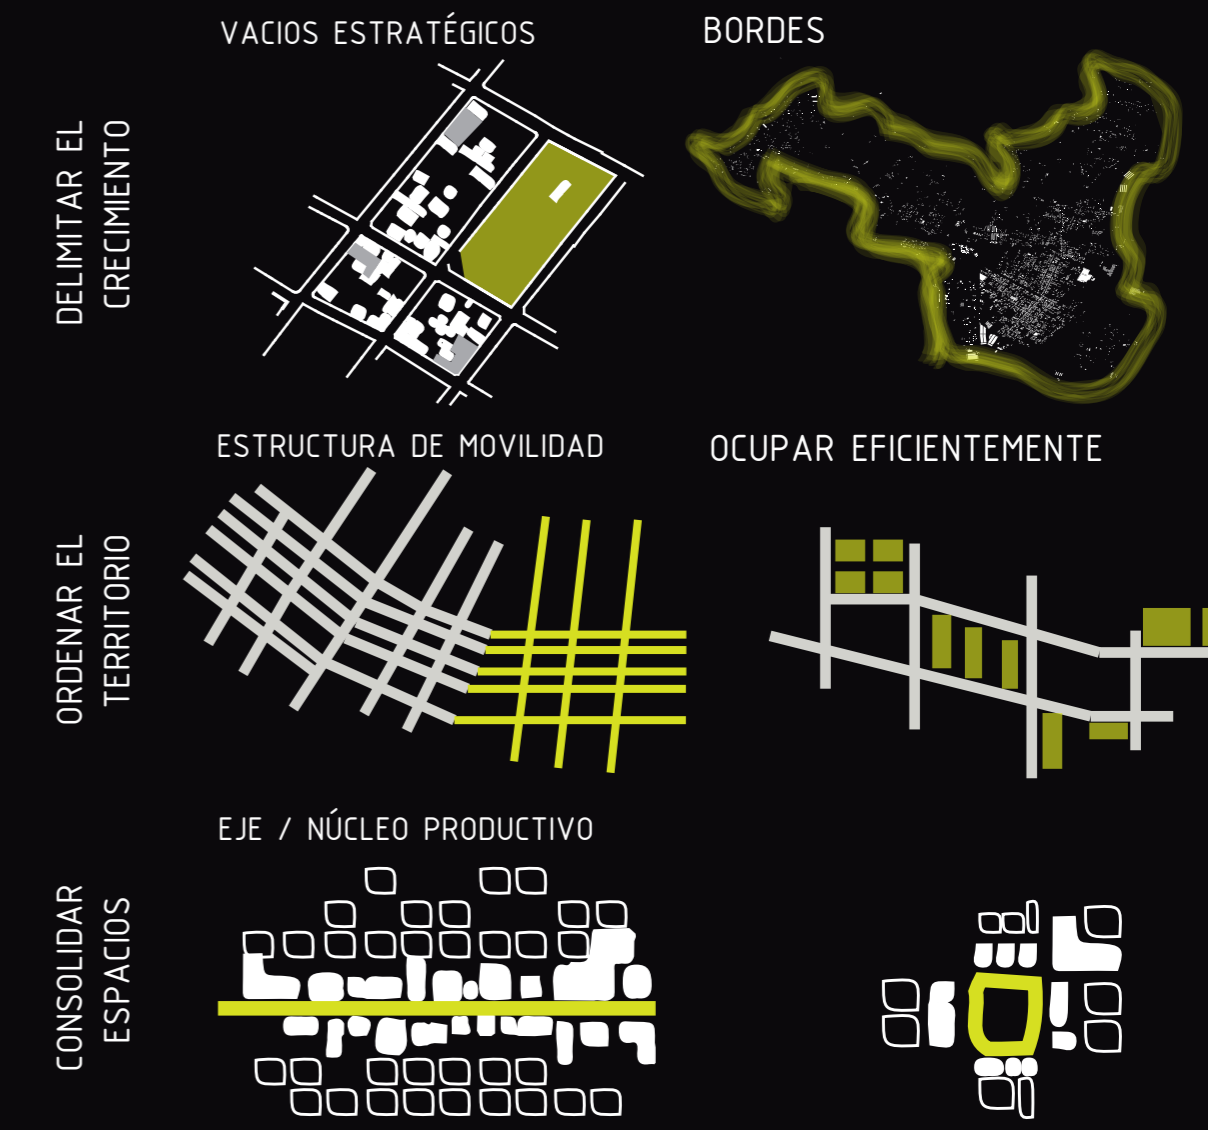 VACIOS ESTRATÉGICOS
BORDES
DELIMITAR EL
CRECIMIENTO
ESTRUCTURA DE MOVILIDAD
OCUPAR EFICIENTEMENTE
ORDENAR EL
TERRITORIO
EJE / NÚCLEO PRODUCTIVO
CONSOLIDAR
ESPACIOS